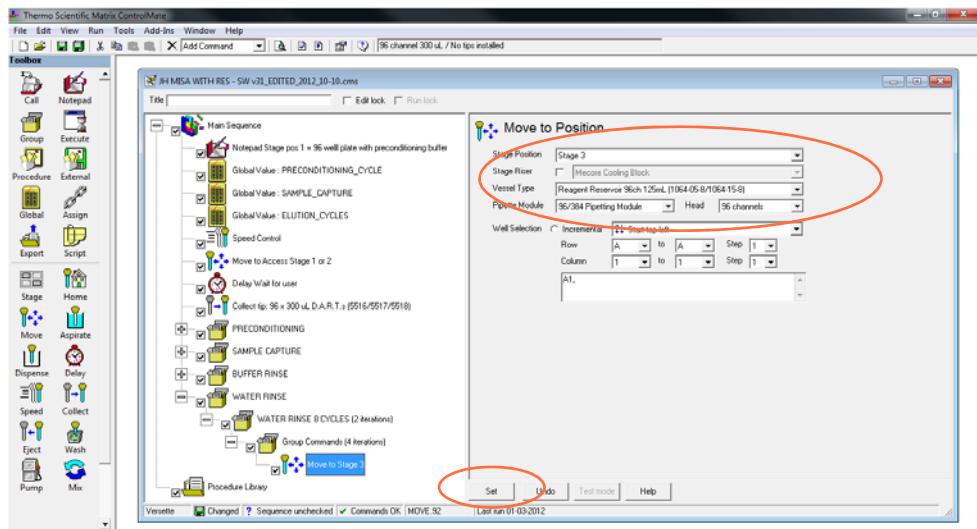 Thermo Scientific Matrix ControlMate
File Edit View Run Tools Add-Ins Window Help
Add Command
96 channel 300 uL / No tips installed
Toolbox
Call Notepad
Group Execute
Procedure External
Global Assign
Export Script
Stage Home
Move Aspirate
Dispense Delay
Speed Collect
Eject Wash
Pump Mix
JH MISA WITH RES - SW v31_EDITED_2012_10-10.cms
Title
Edit lock
Run lock
Main Sequence
Notepad Stage pos 1 = 96 well plate with preconditioning buffer
Global Value : PRECONDITIONING_CYCLE
Global Value : SAMPLE_CAPTURE
Global Value : ELUTION_CYCLES
Speed Control
Move to Access Stage 1 or 2
Delay Wait for user
Collect tip: 96 x 300 uL D.A.R.T.s (5516/5517/5518)
PRECONDITIONING
SAMPLE CAPTURE
BUFFER RINSE
WATER RINSE
WATER RINSE 8 CYCLES (2 iterations)
Group Commands (4 iterations)
Move to Stage 3
Procedure Library
Move to Position
Stage Position Stage 3
Stage Riser Mecore Cooling Block
Vessel Type Reagent Reservoir 96ch 125mL (1064-05-8/1064-15-8)
Pipette Module 96/384 Pipetting Module Head 96 channels
Well Selection Incremental Start top left
Row A to A Step 1
Column 1 to 1 Step 1
A1,
Set Undo Test mode Help
Versette Changed ? Sequence unchecked Commands OK MOVE.92 Last run 01-03-2012